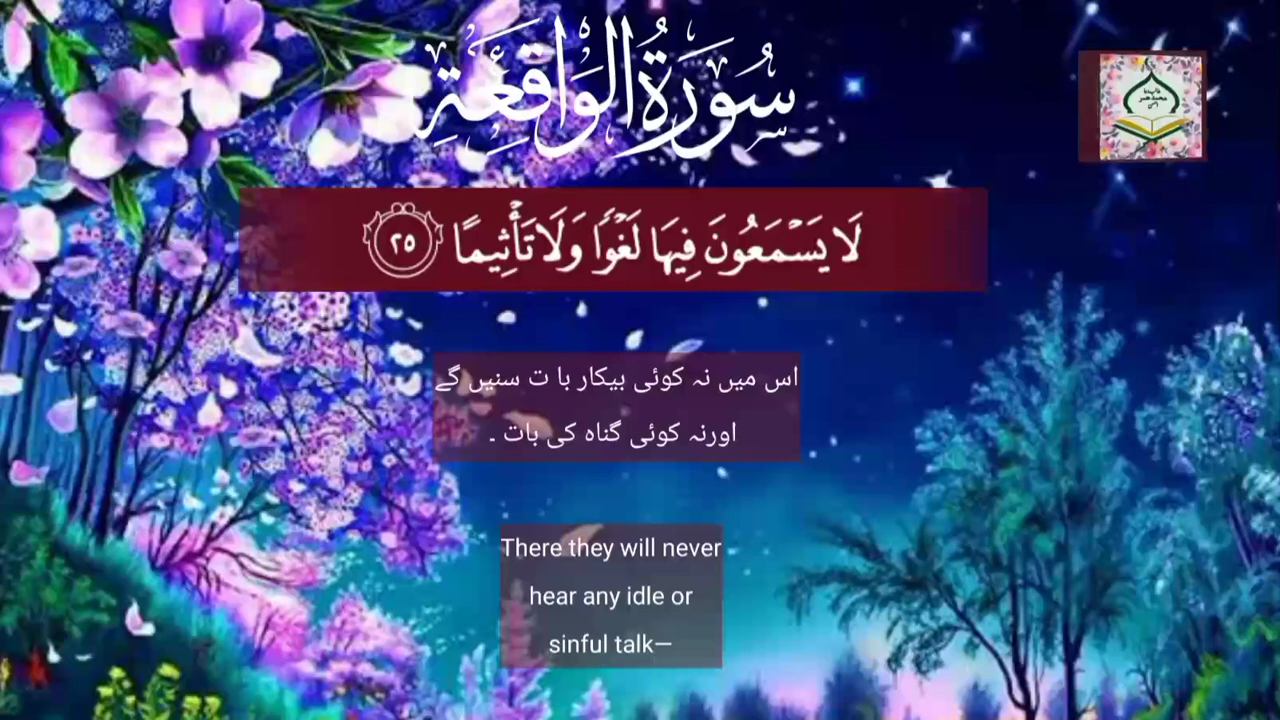 سُورَةُ الْوَاقِعَةِ
لَا يَسْمَعُونَ فِيهَا لَغْوًا وَلَا تَأْثِيمًا ٢٥
اس میں نہ کوئی بیکار با ت سنیں گے
اورنہ کوئی گناہ کی بات ۔
There they will never
hear any idle or
sinful talk—